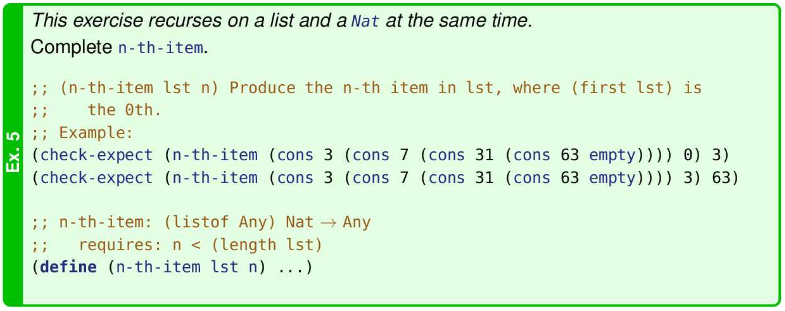 Ex. 5
This exercise recurses on a list and a Nat at the same time.
Complete n-th-item.
;; (n-th-item lst n) Produce the n-th item in lst, where (first lst) is
;;    the 0th.
;; Example:
(check-expect (n-th-item (cons 3 (cons 7 (cons 31 (cons 63 empty)))) 0) 3)
(check-expect (n-th-item (cons 3 (cons 7 (cons 31 (cons 63 empty)))) 3) 63)
;; n-th-item: (listof Any) Nat → Any
;;   requires: n < (length lst)
(define (n-th-item lst n) ...)